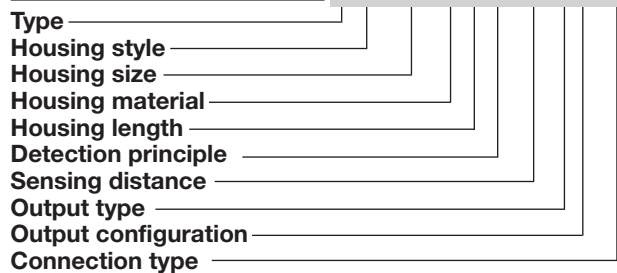 Type
Housing style
Housing size
Housing material
Housing length
Detection principle
Sensing distance
Output type
Output configuration
Connection type